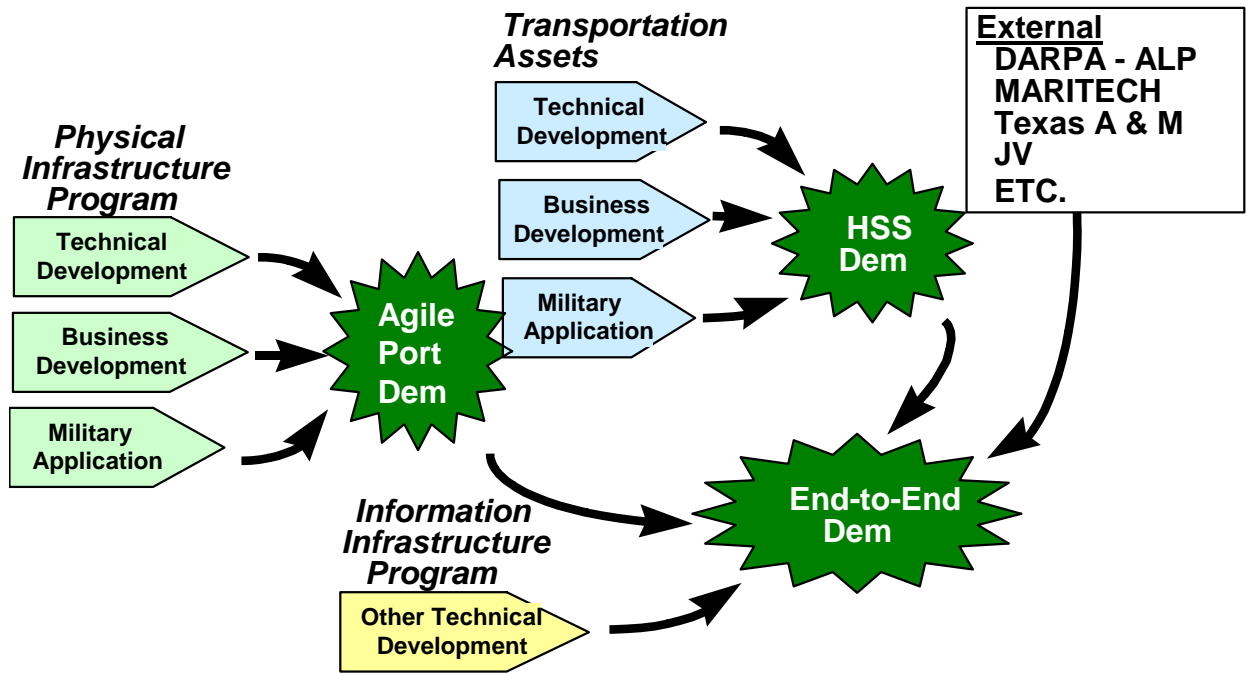 Physical
Infrastructure
Program
Technical
Development
Business
Development
Military
Application
Agile
Port
Dem
Transportation
Assets
Technical
Development
Business
Development
Military
Application
HSS
Dem
External
DARPA - ALP
MARITECH
Texas A & M
JV
ETC.
Information
Infrastructure
Program
Other Technical
Development
End-to-End
Dem